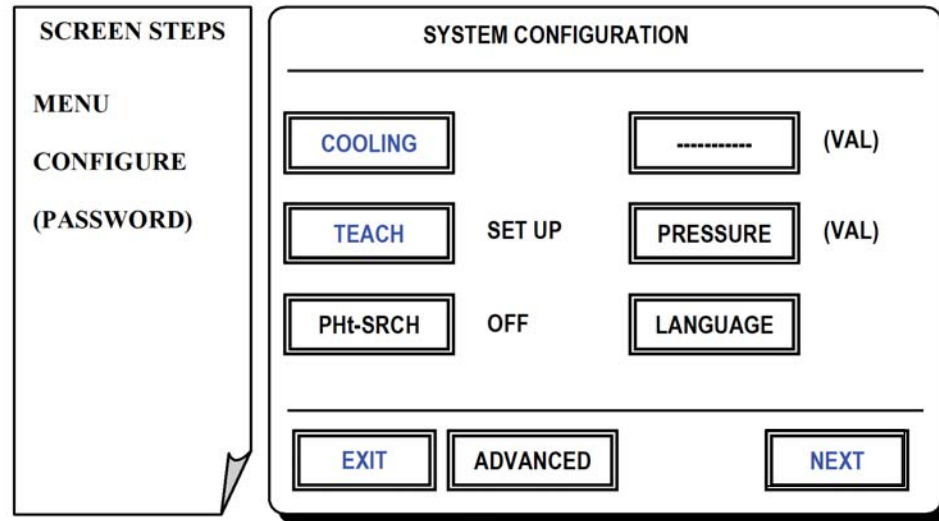 SCREEN STEPS
MENU
CONFIGURE
(PASSWORD)
SYSTEM CONFIGURATION
COOLING
----------- (VAL)
TEACH SET UP
PRESSURE (VAL)
PHt-SRCH OFF
LANGUAGE
EXIT
ADVANCED
NEXT